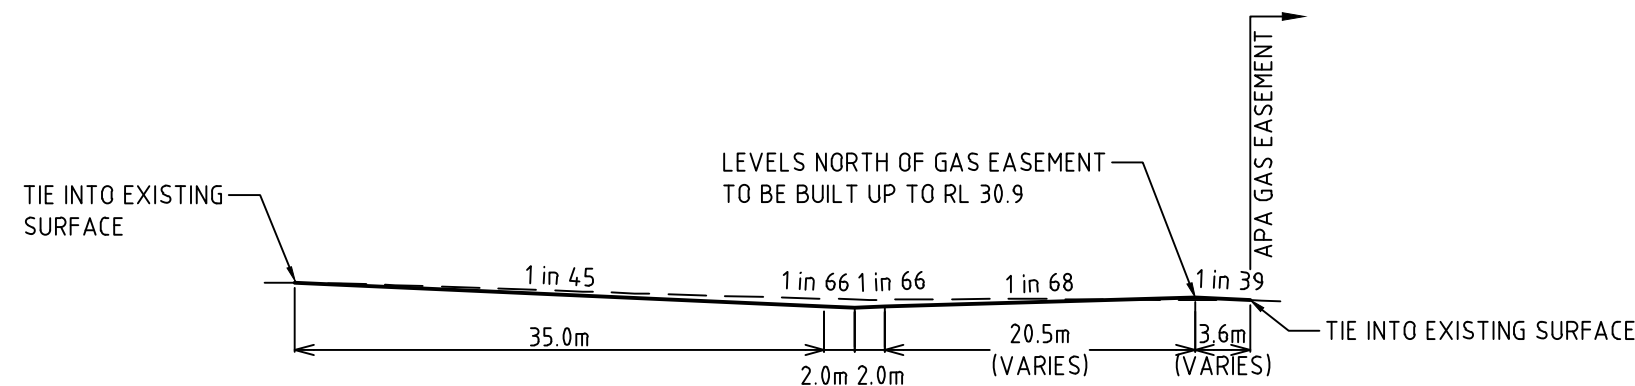 APA GAS EASEMENT
LEVELS NORTH OF GAS EASEMENT
TO BE BUILT UP TO RL 30.9
TIE INTO EXISTING
SURFACE
1 in 45
1 in 66
1 in 66
1 in 68
1 in 39
TIE INTO EXISTING SURFACE
35.0m
2.0m
2.0m
20.5m
(VARIES)
3.6m
(VARIES)